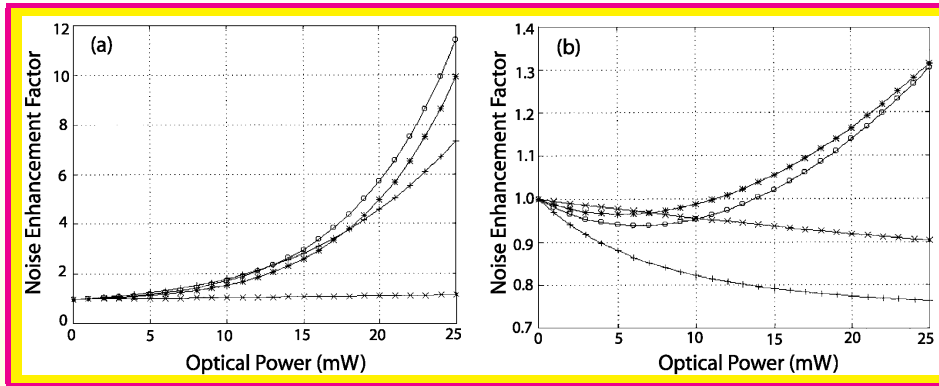 (a)
Noise Enhancement Factor
12
10
8
6
4
2
0
0 5 10 15 20 25
Optical Power (mW)
(b)
Noise Enhancement Factor
1.4
1.3
1.2
1.1
1.0
0.9
0.8
0.7
0 5 10 15 20 25
Optical Power (mW)